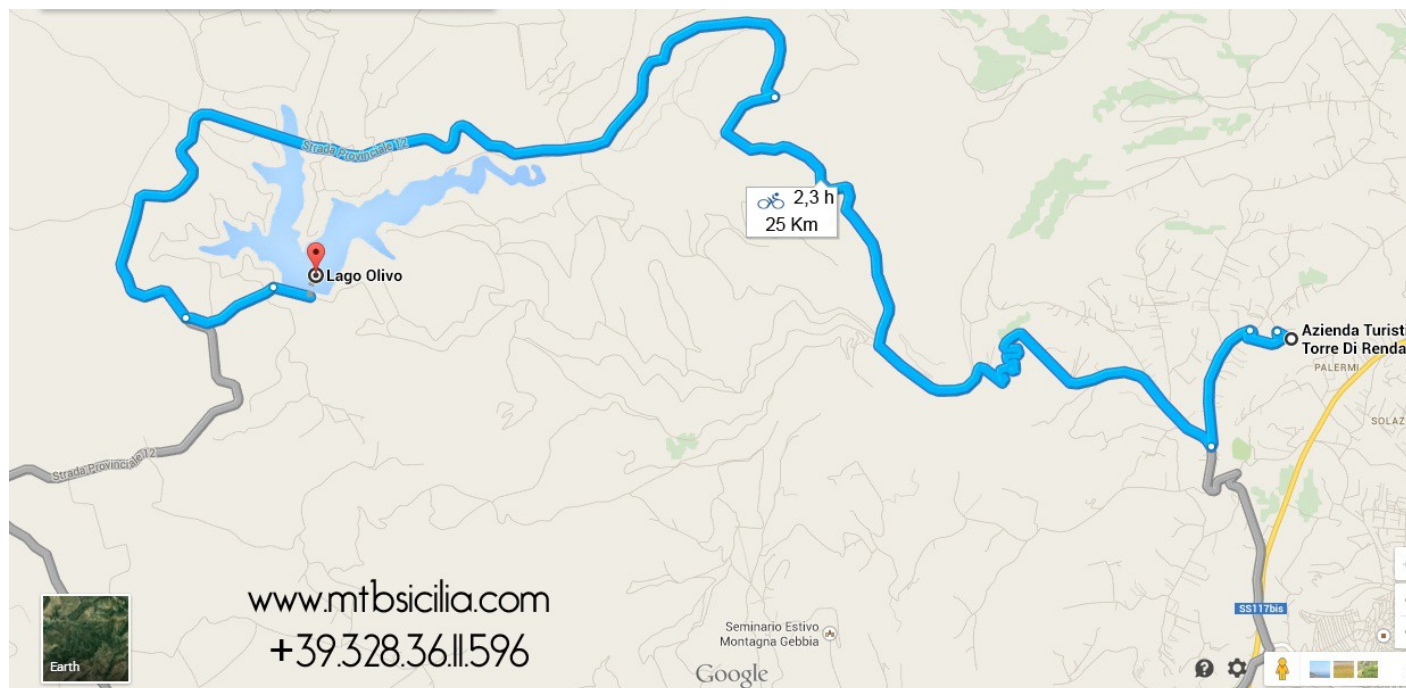 Strada Provinciale 12
2,3 h
25 Km
Lago Olivo
Azienda Turisti
Torre Di Renda
PALERMI
SOLAZ
Strada Provinciale 12
www.mtbsicilia.com
+39.328.36.11.596
SS117bis
Seminario Estivo
Montagna Gebbia
Earth
Google